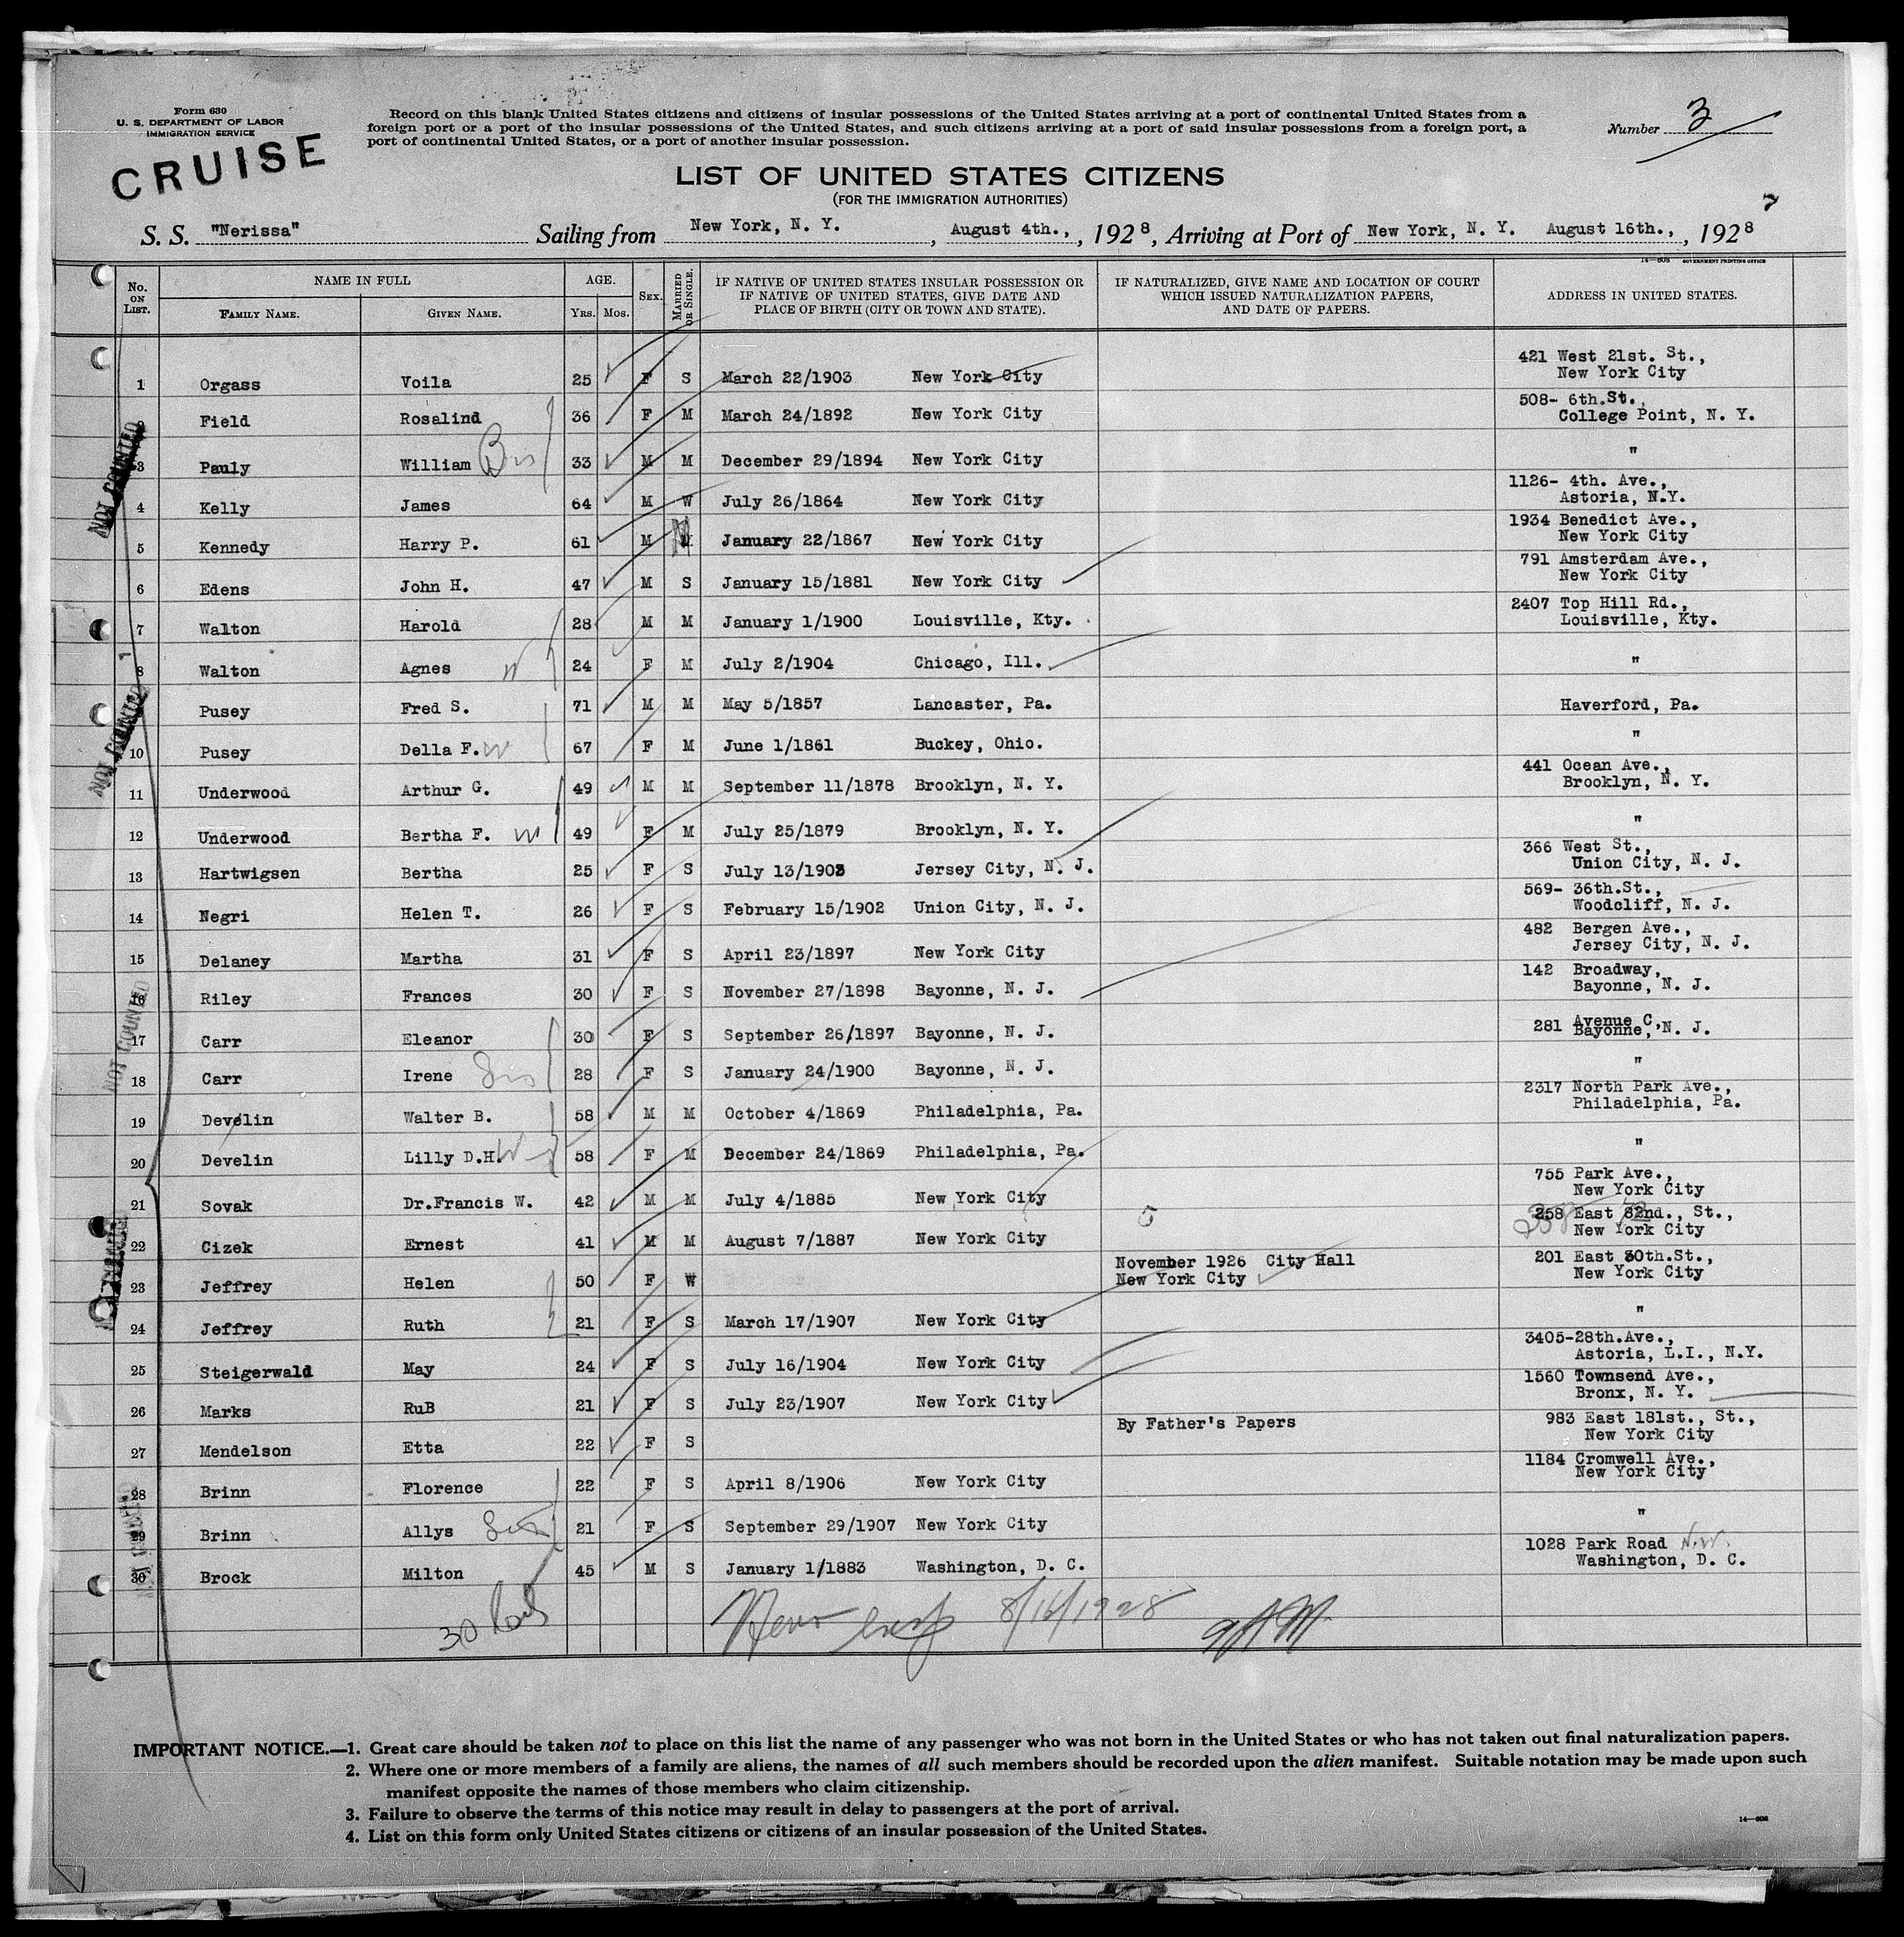 Form 630
U. S. DEPARTMENT OF LABOR
IMMIGRATION SERVICE
CRUISE
Record on this blank United States citizens and citizens of insular possessions of the United States arriving at a port of continental United States from a
foreign port or a port of the insular possessions of the United States, and such citizens arriving at a port of said insular possessions from a foreign port, a
port of continental United States, or a port of another insular possession.
Number 3
LIST OF UNITED STATES CITIZENS
(FOR THE IMMIGRATION AUTHORITIES)
7
S. S. "Nerissa" Sailing from New York, N. Y., August 4th., , 1928, Arriving at Port of New York, N. Y. August 16th., , 1928
14—608 GOVERNMENT PRINTING OFFICE
No. ON LIST. NAME IN FULL FAMILY NAME. GIVEN NAME. AGE. YRS. MOS. SEX. MARRIED OR SINGLE. IF NATIVE OF UNITED STATES INSULAR POSSESSION OR IF NATIVE OF UNITED STATES, GIVE DATE AND PLACE OF BIRTH (CITY OR TOWN AND STATE). IF NATURALIZED, GIVE NAME AND LOCATION OF COURT WHICH ISSUED NATURALIZATION PAPERS, AND DATE OF PAPERS. ADDRESS IN UNITED STATES.
1 Orgass Voila 25 F S March 22/1903 New York City 421 West 21st. St., New York City
2 Field Rosalind 36 F M March 24/1892 New York City 508- 6th.St., College Point, N. Y.
3 Pauly William 33 M M December 29/1894 New York City "
4 Kelly James 64 M W July 26/1864 New York City 1126- 4th. Ave., Astoria, N.Y.
5 Kennedy Harry P. 61 M M January 22/1867 New York City 1934 Benedict Ave., New York City
6 Edens John H. 47 M S January 15/1881 New York City 791 Amsterdam Ave., New York City
7 Walton Harold 28 M M January 1/1900 Louisville, Kty. 2407 Top Hill Rd., Louisville, Kty.
8 Walton Agnes W 24 F M July 2/1904 Chicago, Ill. "
Pusey Fred S. 71 M M May 5/1857 Lancaster, Pa. Haverford, Pa.
10 Pusey Della F. W 67 F M June 1/1861 Buckey, Ohio. "
11 Underwood Arthur G. 49 M M September 11/1878 Brooklyn, N. Y. 441 Ocean Ave., Brooklyn, N. Y.
12 Underwood Bertha F. W 49 F M July 25/1879 Brooklyn, N. Y. "
13 Hartwigsen Bertha 25 F S July 13/1903 Jersey City, N. J. 366 West St., Union City, N. J.
14 Negri Helen T. 26 F S February 15/1902 Union City, N. J. 569- 36th.St., Woodcliff, N. J.
15 Delaney Martha 31 F S April 23/1897 New York City 482 Bergen Ave., Jersey City, N. J.
16 Riley Frances 30 F S November 27/1898 Bayonne, N. J. 142 Broadway, Bayonne, N. J.
17 Carr Eleanor 30 F S September 26/1897 Bayonne, N. J. 281 Avenue C, Bayonne, N. J.
18 Carr Irene Sis 28 F S January 24/1900 Bayonne, N. J. "
19 Develin Walter B. 58 M M October 4/1869 Philadelphia, Pa. 2317 North Park Ave., Philadelphia, Pa.
20 Develin Lilly D.H. W 58 F M December 24/1869 Philadelphia, Pa. "
21 Sovak Dr.Francis W. 42 M M July 4/1885 New York City 755 Park Ave., New York City
22 Cizek Ernest 41 M M August 7/1887 New York City 258 East 62nd., St., New York City
23 Jeffrey Helen 50 F W November 1926 City Hall New York City 201 East 30th.St., New York City
24 Jeffrey Ruth 21 F S March 17/1907 New York City "
25 Steigerwald May 24 F S July 16/1904 New York City 3405-28th.Ave., Astoria, L.I., N.Y.
26 Marks RuB 21 F S July 23/1907 New York City 1560 Townsend Ave., Bronx, N. Y.
27 Mendelson Etta 22 F S By Father's Papers 983 East 181st., St., New York City
28 Brinn Florence 22 F S April 8/1906 New York City 1184 Cromwell Ave., New York City
29 Brinn Allys 21 F S September 29/1907 New York City "
30 Brock Milton 45 M S January 1/1883 Washington, D. C. 1028 Park Road N.W. Washington, D. C.
NOT COUNTED
NOT COUNTED
NOT COUNTED
8/16/1928
IMPORTANT NOTICE.—1. Great care should be taken not to place on this list the name of any passenger who was not born in the United States or who has not taken out final naturalization papers.
2. Where one or more members of a family are aliens, the names of all such members should be recorded upon the alien manifest. Suitable notation may be made upon such
manifest opposite the names of those members who claim citizenship.
3. Failure to observe the terms of this notice may result in delay to passengers at the port of arrival.
4. List on this form only United States citizens or citizens of an insular possession of the United States.
14—608